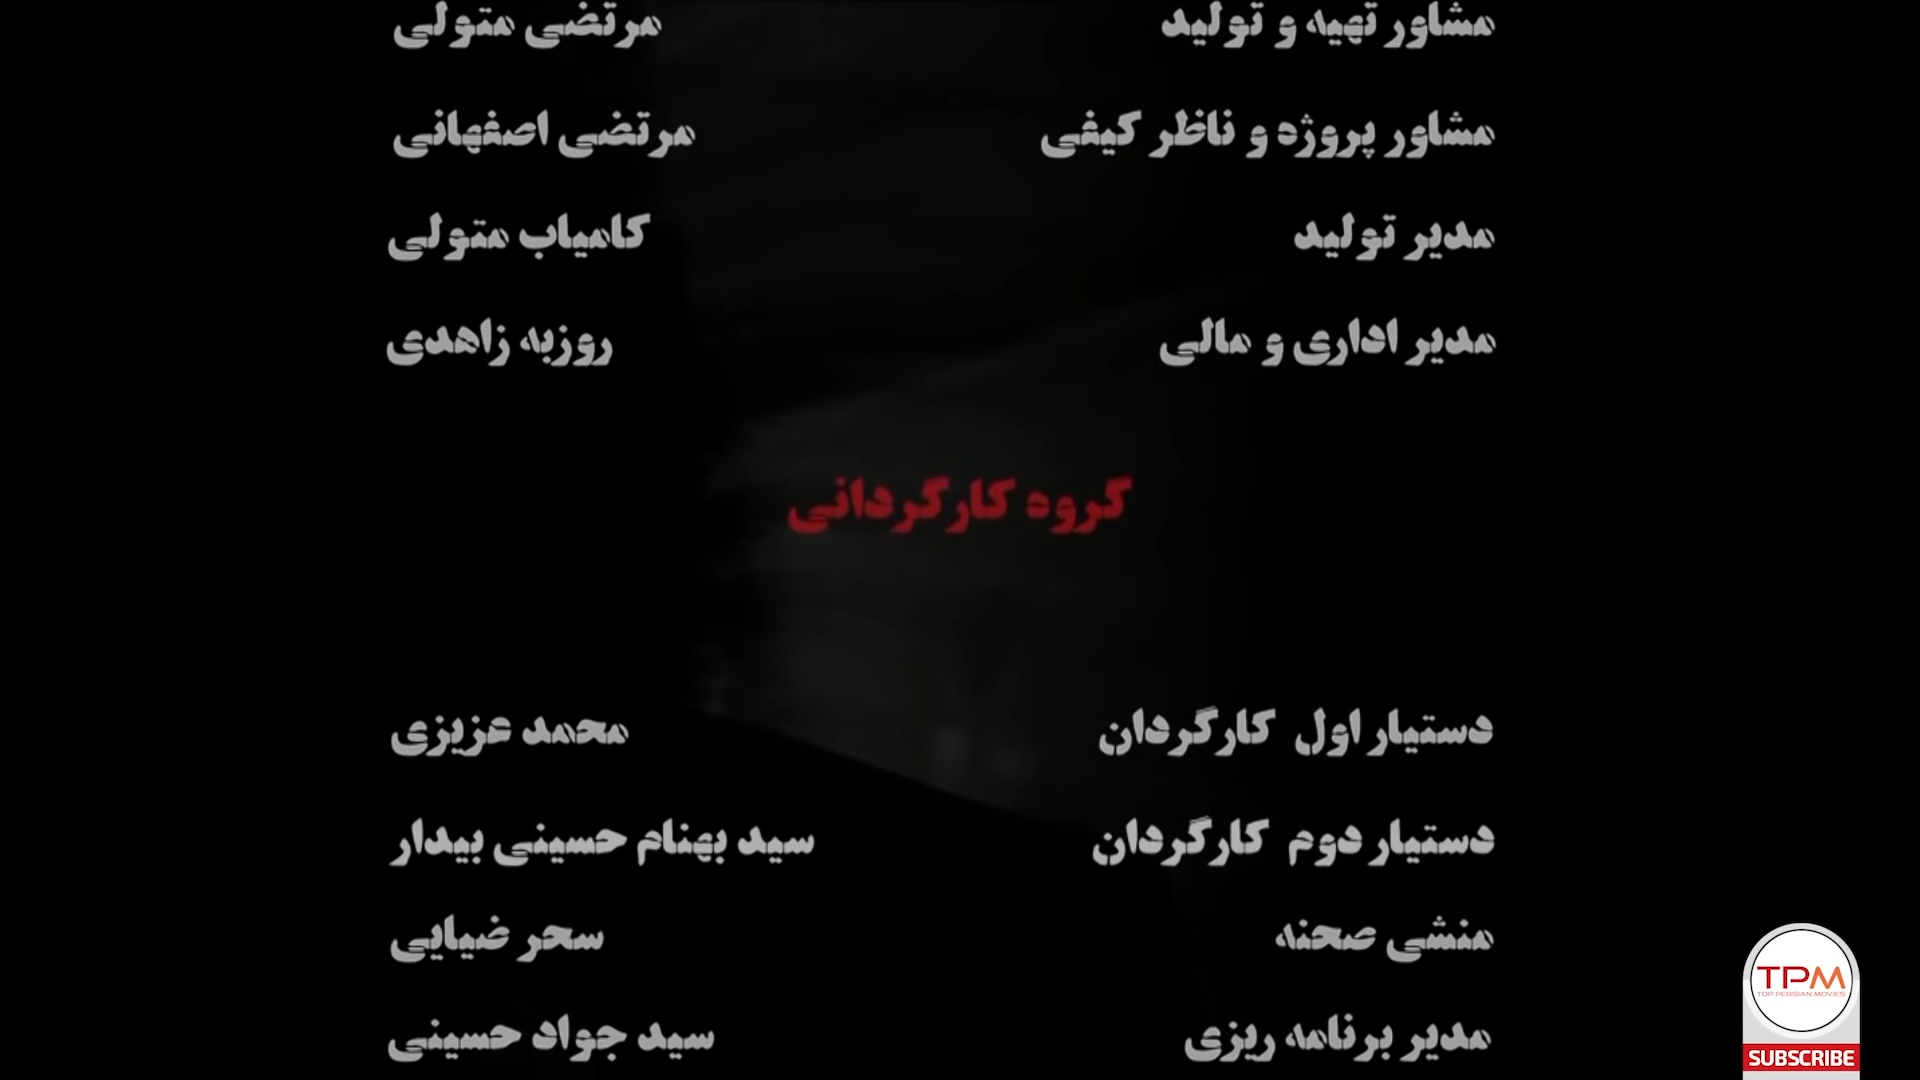 مشاور تهیه و تولید مرتضی متولی
مشاور پروژه و ناظر کیفی مرتضی اصفهانی
مدیر تولید کامیاب متولی
مدیر اداری و مالی روزبه زاهدی
گروه کارگردانی
دستیار اول کارگردان محمد عزیزی
دستیار دوم کارگردان سید بهنام حسینی بیدار
منشی صحنه سحر ضیایی
مدیر برنامه ریزی سید جواد حسینی
TPM
TOP PERSIAN MOVIES
SUBSCRIBE